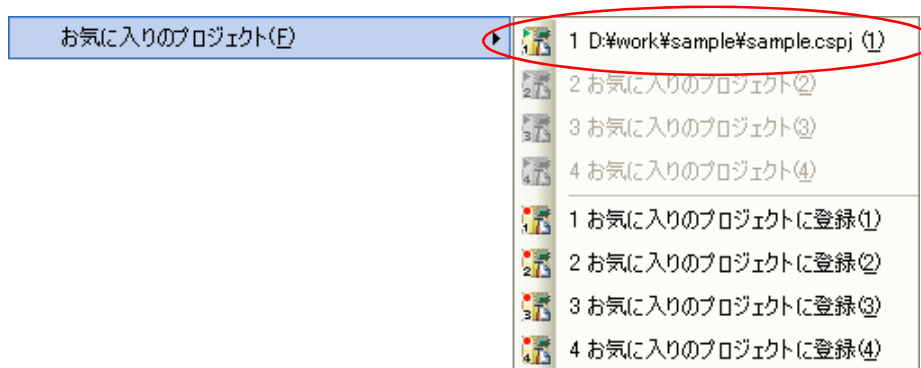 お気に入りのプロジェクト(F)
1 D:¥work¥sample¥sample.cspj (1)
2 お気に入りのプロジェクト(2)
3 お気に入りのプロジェクト(3)
4 お気に入りのプロジェクト(4)
1 お気に入りのプロジェクトに登録(1)
2 お気に入りのプロジェクトに登録(2)
3 お気に入りのプロジェクトに登録(3)
4 お気に入りのプロジェクトに登録(4)